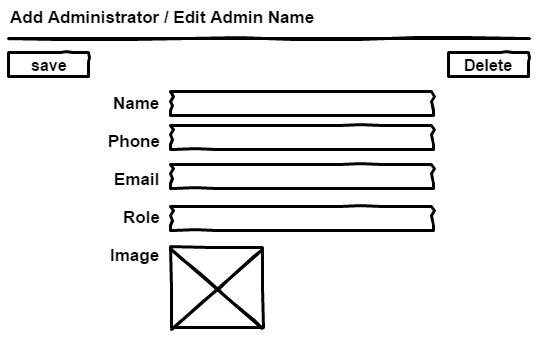 Add Administrator / Edit Admin Name
save
Delete
Name
Phone
Email
Role
Image